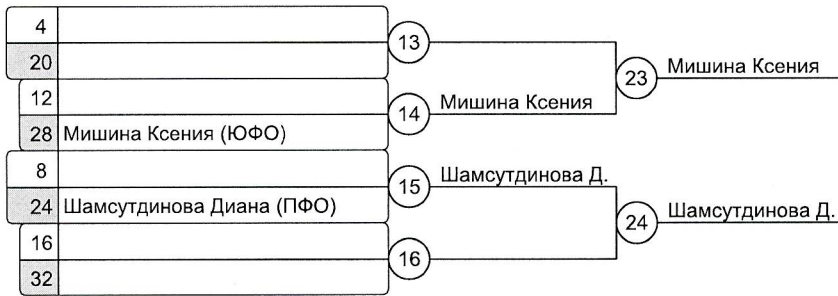 4
20
13
12
28 Мишина Ксения (ЮФО)
14 Мишина Ксения
23 Мишина Ксения
8
24 Шамсутдинова Диана (ПФО)
15 Шамсутдинова Д.
16
32
16
24 Шамсутдинова Д.